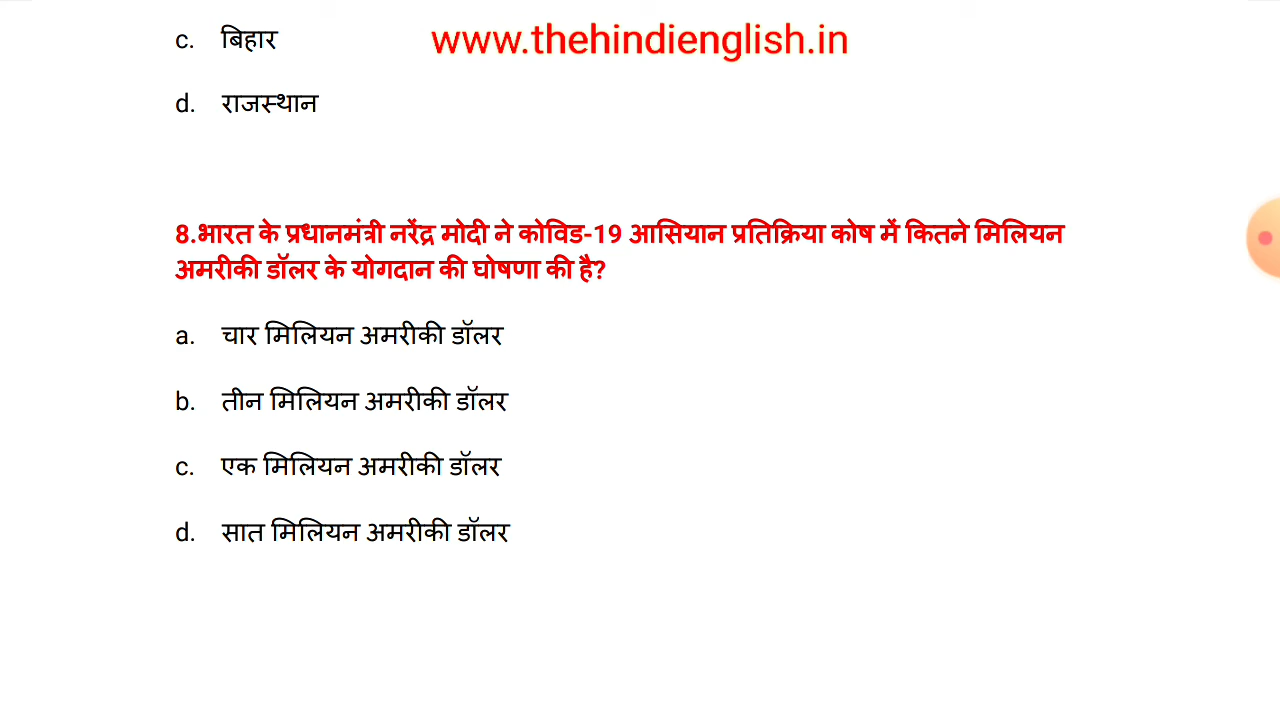 c. बिहार
www.thehindienglish.in
d. राजस्थान
8.भारत के प्रधानमंत्री नरेंद्र मोदी ने कोविड-19 आसियान प्रतिक्रिया कोष में कितने मिलियन
अमरीकी डॉलर के योगदान की घोषणा की है?
a. चार मिलियन अमरीकी डॉलर
b. तीन मिलियन अमरीकी डॉलर
c. एक मिलियन अमरीकी डॉलर
d. सात मिलियन अमरीकी डॉलर